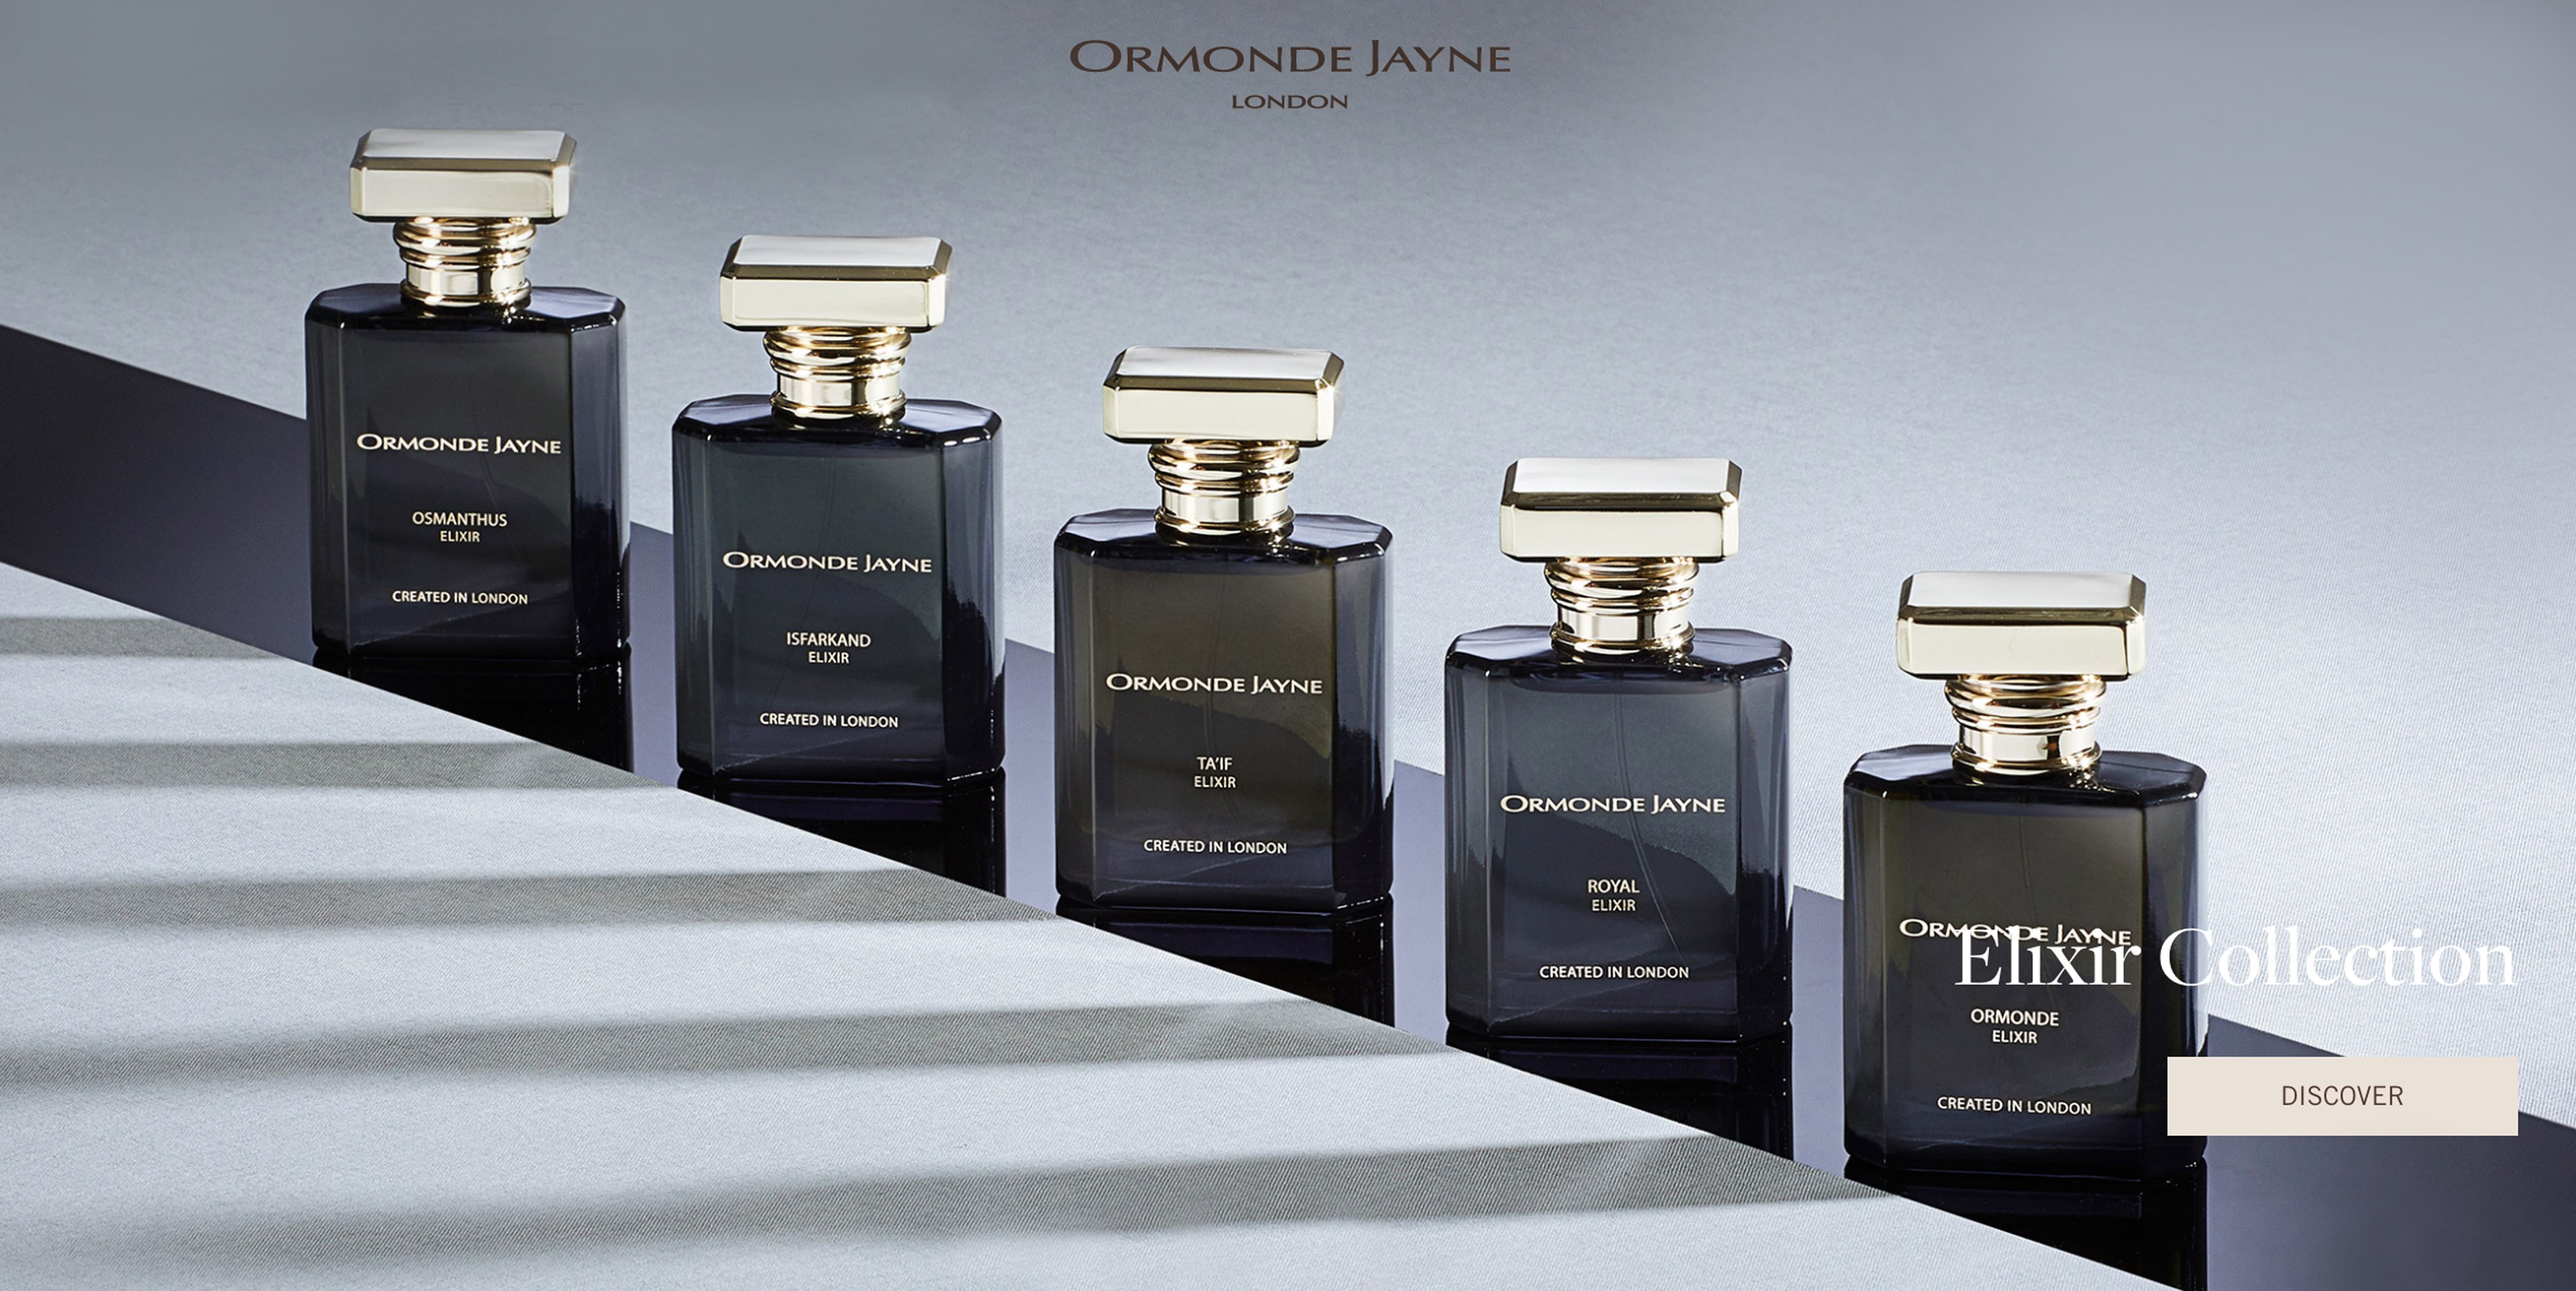 ORMONDE JAYNE
LONDON
ORMONDE JAYNE
OSMANTHUS
ELIXIR
CREATED IN LONDON
ORMONDE JAYNE
ISFARKAND
ELIXIR
CREATED IN LONDON
ORMONDE JAYNE
TA'IF
ELIXIR
CREATED IN LONDON
ORMONDE JAYNE
ROYAL
ELIXIR
CREATED IN LONDON
ORMONDE JAYNE
ORMONDE
ELIXIR
CREATED IN LONDON
Elixir Collection
DISCOVER